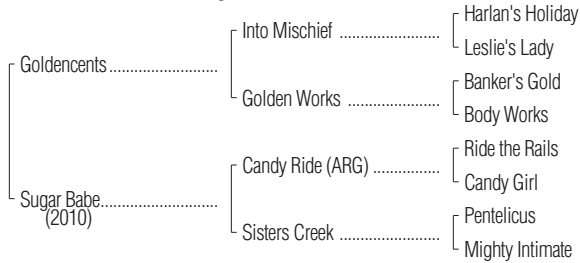 Harlan's Holiday
Into Mischief ....................
Leslie's Lady
Goldencents.......................
Banker's Gold
Golden Works ..................
Body Works
Ride the Rails
Candy Ride (ARG) .............
Candy Girl
Sugar Babe.........................
(2010)
Pentelicus
Sisters Creek ....................
Mighty Intimate